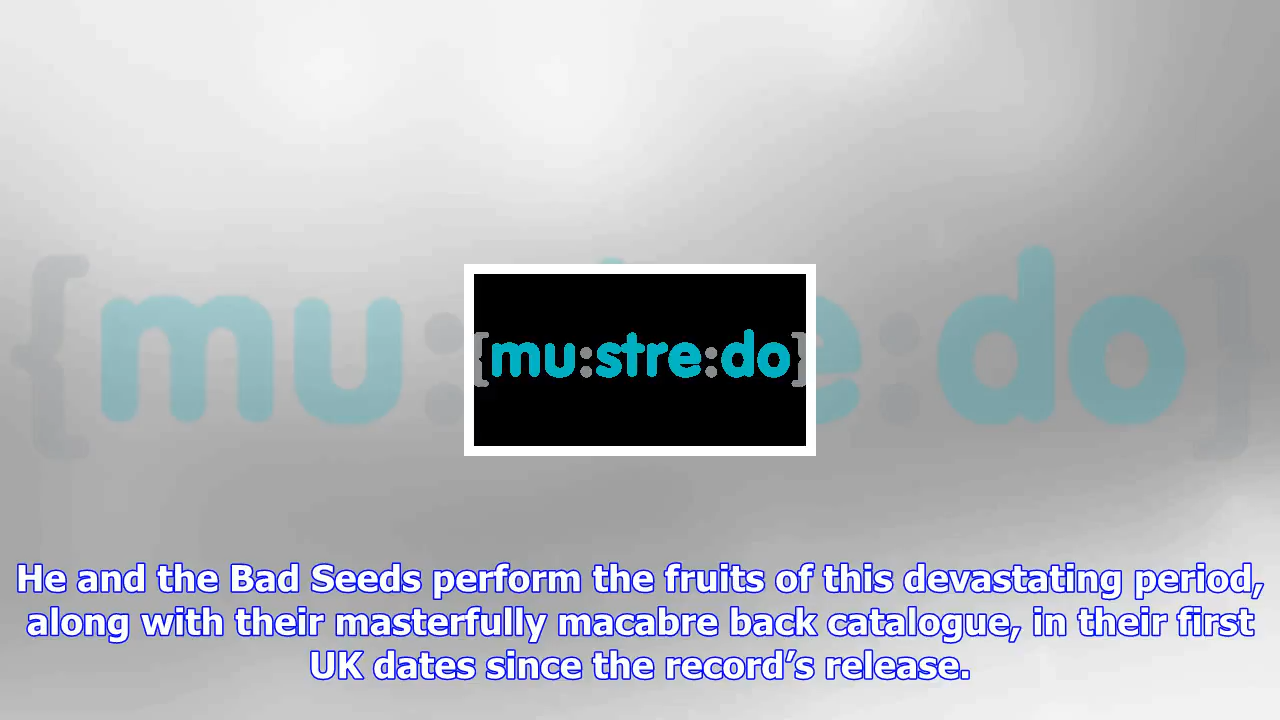 {mu:stre:do}
He and the Bad Seeds perform the fruits of this devastating period,
along with their masterfully macabre back catalogue, in their first
UK dates since the record’s release.